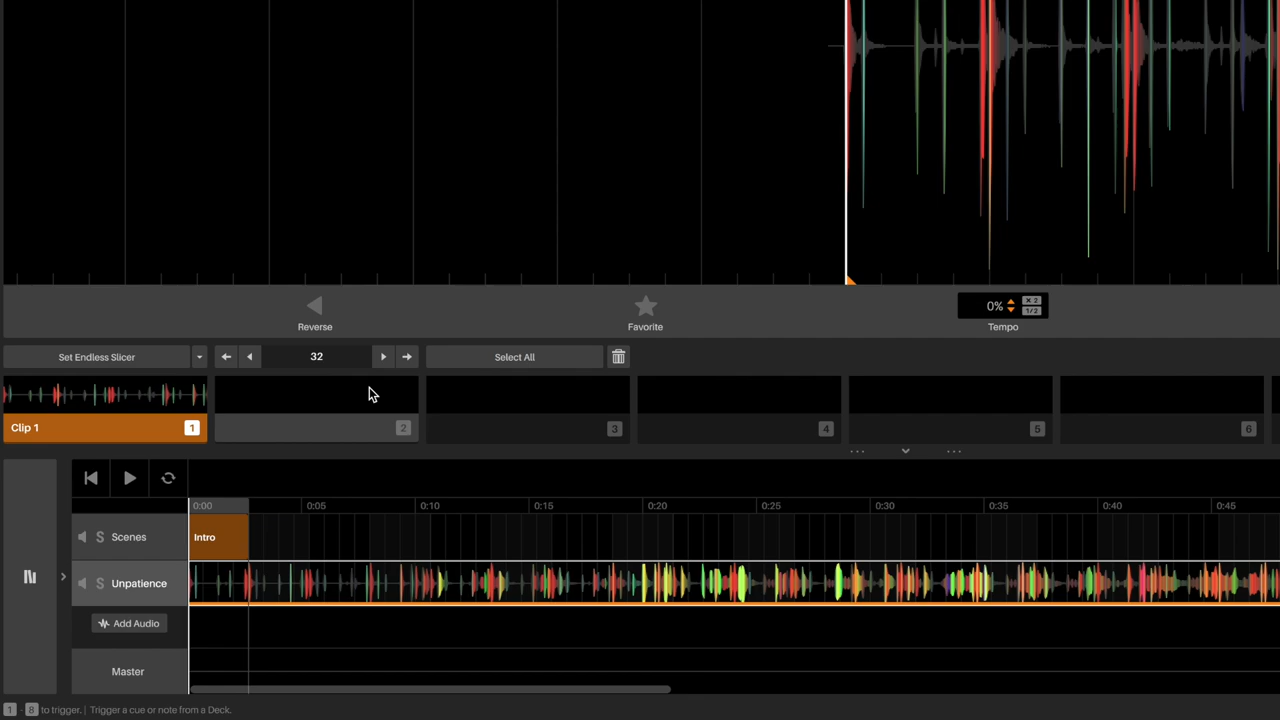 Reverse
Favorite
0%
X 2
1/2
Tempo
Set Endless Slicer
32
Select All
Clip 1
1
2
3
4
5
6
0:00
0:05
0:10
0:15
0:20
0:25
0:30
0:35
0:40
0:45
S Scenes
Intro
S Unpatience
Add Audio
Master
1 - 8 to trigger. | Trigger a cue or note from a Deck.